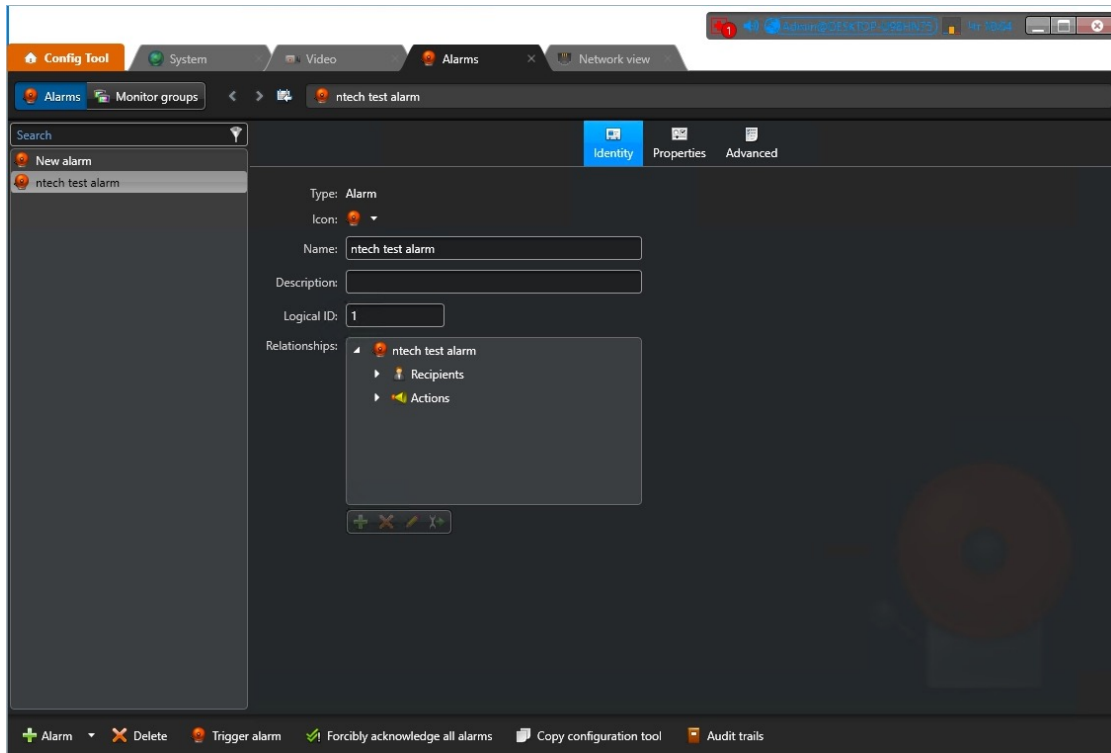 1
Config Tool
System
Video
Alarms
Network view
Alarms
Monitor groups
ntech test alarm
Search
Identity
Properties
Advanced
New alarm
ntech test alarm
Type: Alarm
Icon:
Name: ntech test alarm
Description:
Logical ID: 1
Relationships:
ntech test alarm
Recipients
Actions
Alarm
Delete
Trigger alarm
Forcibly acknowledge all alarms
Copy configuration tool
Audit trails